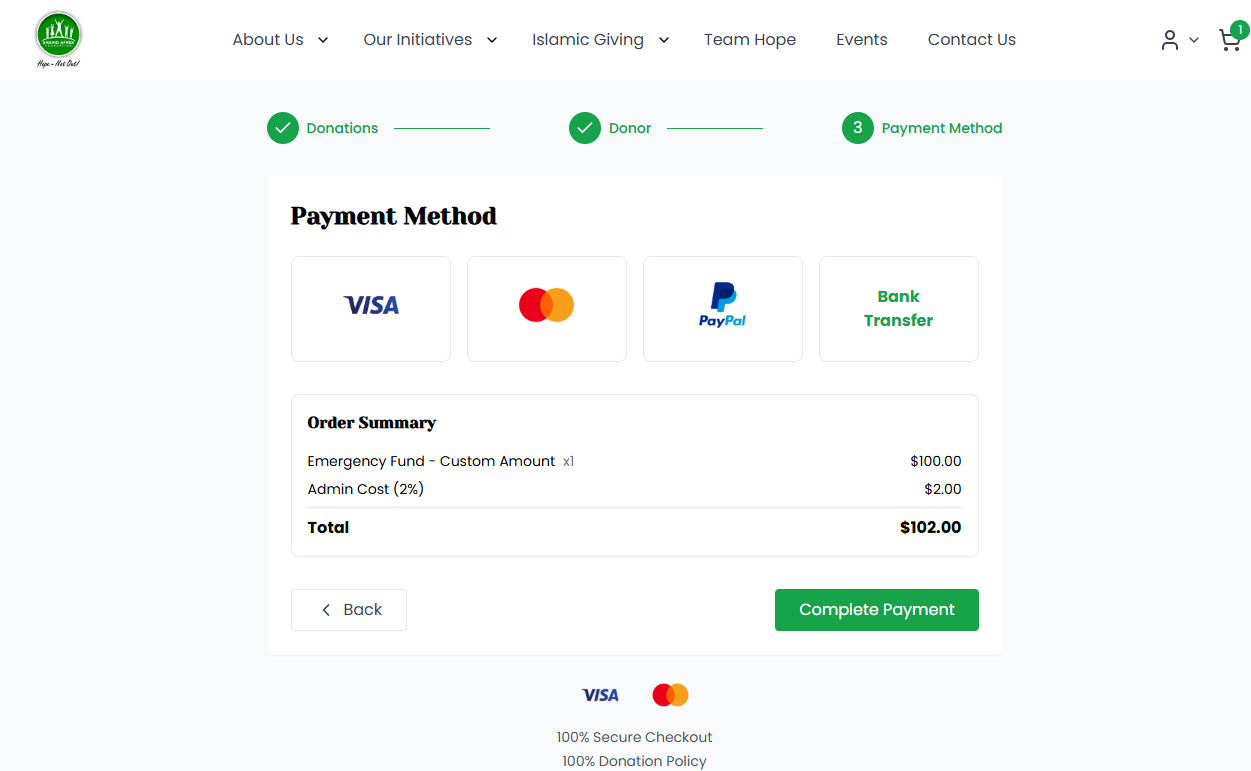 Hope - Not Out!
About Us
Our Initiatives
Islamic Giving
Team Hope
Events
Contact Us
1
Donations
Donor
3 Payment Method
Payment Method
VISA
PayPal
Bank
Transfer
Order Summary
Emergency Fund - Custom Amount x1 $100.00
Admin Cost (2%) $2.00
Total $102.00
Back
Complete Payment
VISA
100% Secure Checkout
100% Donation Policy